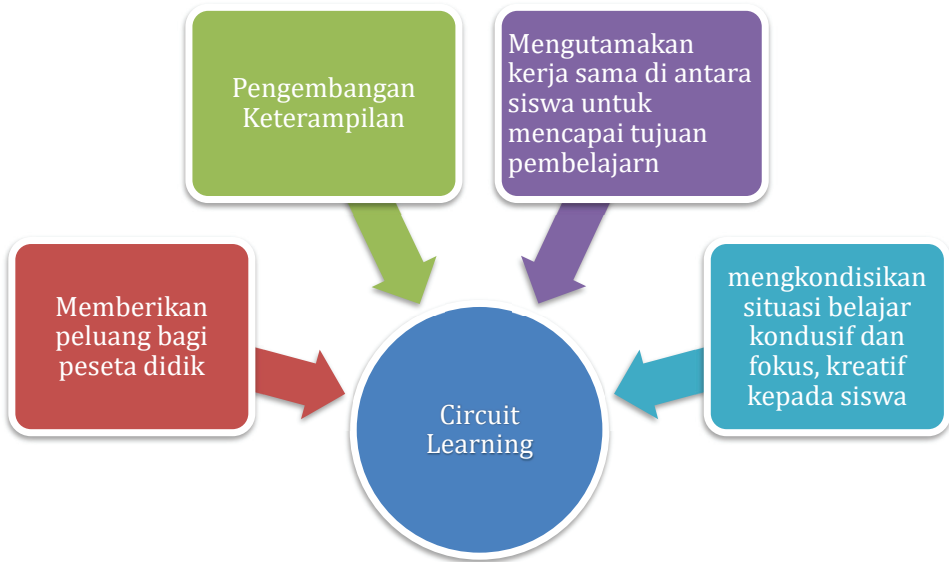 Memberikan
peluang bagi
peseta didik
Pengembangan
Keterampilan
Mengutamakan
kerja sama di antara
siswa untuk
mencapai tujuan
pembelajarn
mengkondisikan
situasi belajar
kondusif dan
fokus, kreatif
kepada siswa
Circuit
Learning